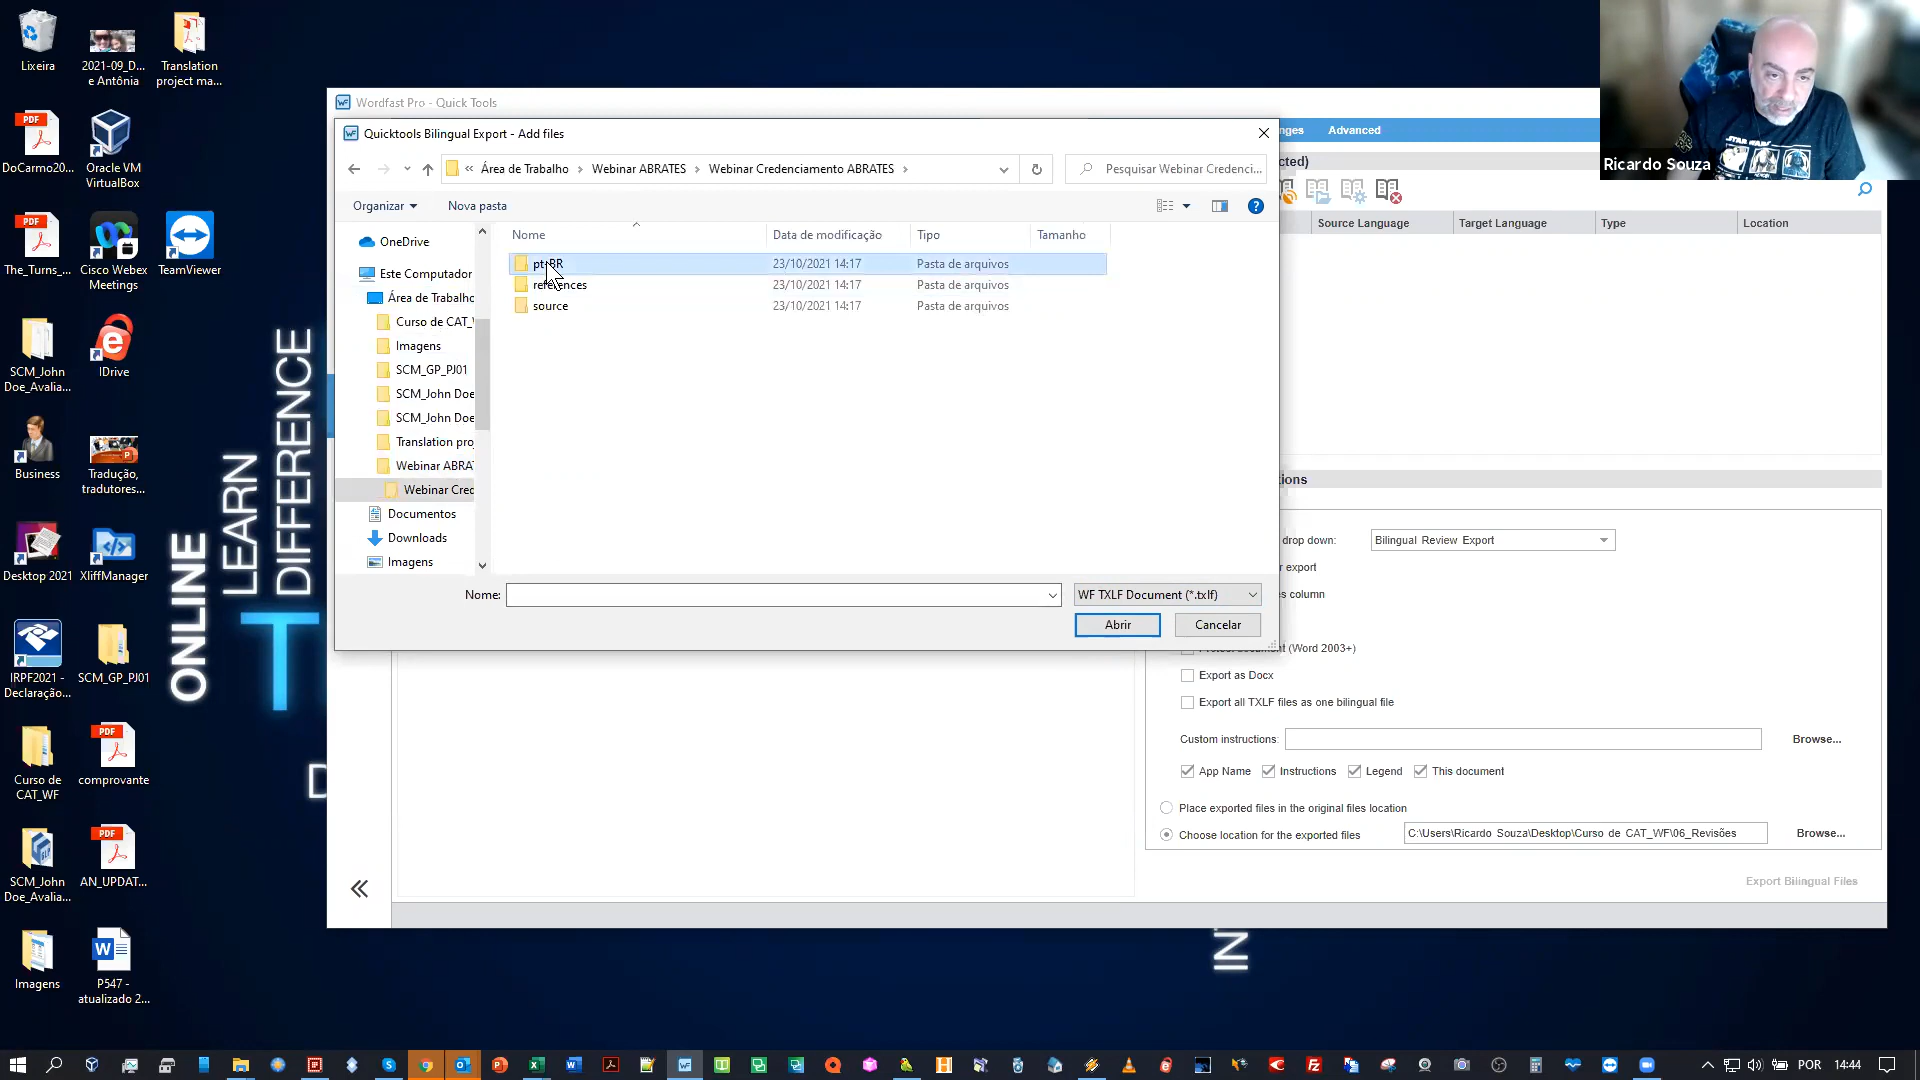 Lixeira
2021-09_D...
e Antônia
Translation
project ma...
DoCarmo20...
Oracle VM
VirtualBox
The_Turns_...
Cisco Webex
Meetings
TeamViewer
SCM_John
Doe_Avalia...
IDrive
Business
Tradução,
tradutores...
Desktop 2021
XliffManager
IRPF2021 -
Declaração...
SCM_GP_PJ01
Curso de
CAT_WF
comprovante
SCM_John
Doe_Avalia...
AN_UPDAT...
Imagens
P547 -
atualizado 2...
ONLINE
LEARN
DIFFERENCE
Wordfast Pro - Quick Tools
Quicktools Bilingual Export - Add files
« Área de Trabalho > Webinar ABRATES > Webinar Credenciamento ABRATES >
Pesquisar Webinar Credenci...
Organizar
Nova pasta
OneDrive
Este Computador
Área de Trabalho
Curso de CAT_
Imagens
SCM_GP_PJ01
SCM_John Doe
SCM_John Doe
Translation pro
Webinar ABRAT
Webinar Cred
Documentos
Downloads
Imagens
Nome
Data de modificação
Tipo
Tamanho
pt-BR 23/10/2021 14:17 Pasta de arquivos
references 23/10/2021 14:17 Pasta de arquivos
source 23/10/2021 14:17 Pasta de arquivos
Nome:
WF TXLF Document (*.txlf)
Abrir
Cancelar
nges
Advanced
Ricardo Souza
STAR WARS
cted)
Source Language
Target Language
Type
Location
ions
drop down:
Bilingual Review Export
r export
s column
(Word 2003+)
Export as Docx
Export all TXLF files as one bilingual file
Custom instructions:
Browse...
App Name
Instructions
Legend
This document
Place exported files in the original files location
Choose location for the exported files
C:\Users\Ricardo Souza\Desktop\Curso de CAT_WF\06_Revisões
Browse...
Export Bilingual Files
POR
14:44